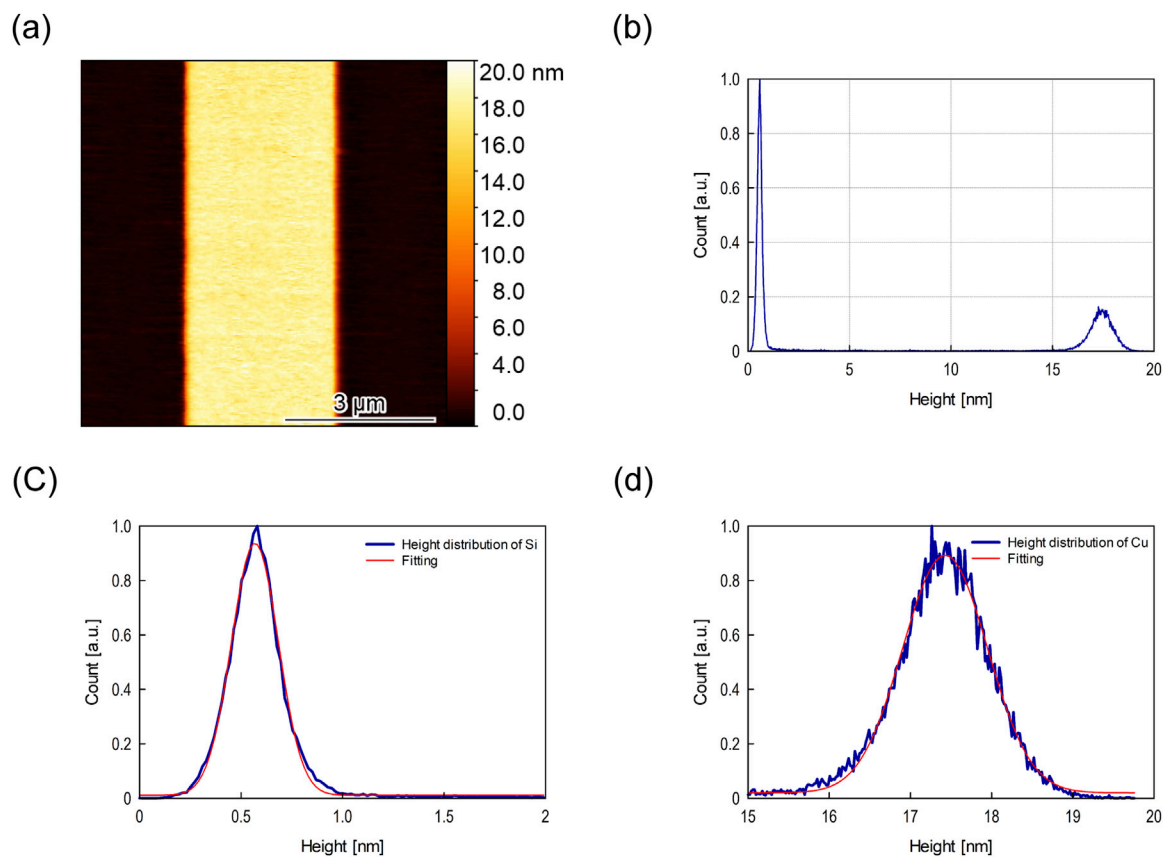 (a)
20.0 nm
18.0
16.0
14.0
12.0
10.0
8.0
6.0
4.0
2.0
0.0
3 µm
(b)
1.0
0.8
0.6
0.4
0.2
0
Count [a.u.]
0 5 10 15 20
Height [nm]
(C)
1.0
0.8
0.6
0.4
0.2
0
Count [a.u.]
Height distribution of Si
Fitting
0 0.5 1.0 1.5 2
Height [nm]
(d)
1.0
0.8
0.6
0.4
0.2
0
Count [a.u.]
Height distribution of Cu
Fitting
15 16 17 18 19 20
Height [nm]